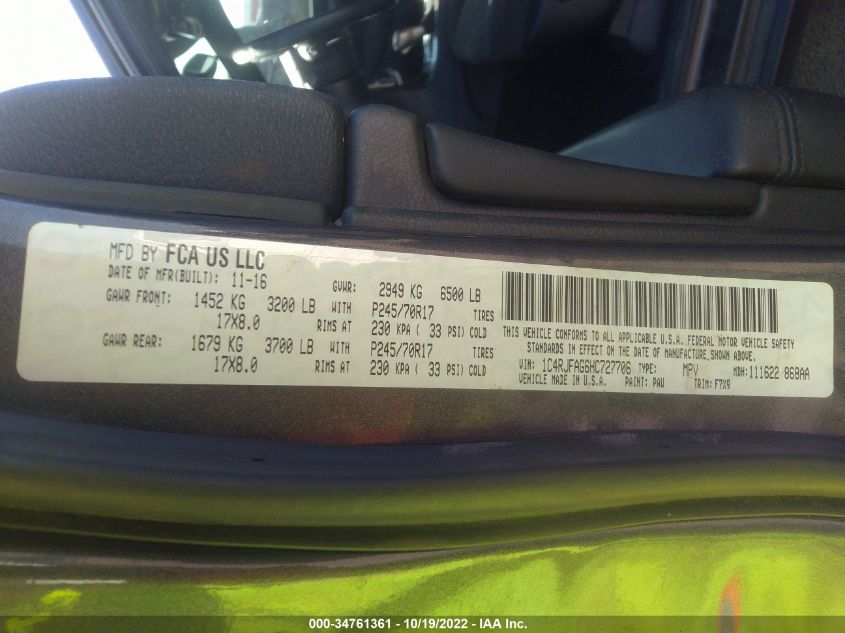 MFD BY FCA US LLC
DATE OF MFR(BUILT): 11-16 GVWR: 2949 KG 6500 LB
GAWR FRONT: 1452 KG 3200 LB WITH P245/70R17 TIRES
17X8.0 RIMS AT 230 KPA ( 33 PSI) COLD
GAWR REAR: 1679 KG 3700 LB WITH P245/70R17 TIRES
17X8.0 RIMS AT 230 KPA ( 33 PSI) COLD
THIS VEHICLE CONFORMS TO ALL APPLICABLE U.S.A. FEDERAL MOTOR VEHICLE SAFETY
STANDARDS IN EFFECT ON THE DATE OF MANUFACTURE SHOWN ABOVE.
VIN: 1C4RJFAG6HC727706 TYPE: MPV MDH: 111622 868AA
VEHICLE MADE IN U.S.A. PAINT: PAU TRIM: F7X9
000-34761361 - 10/19/2022 - IAA Inc.